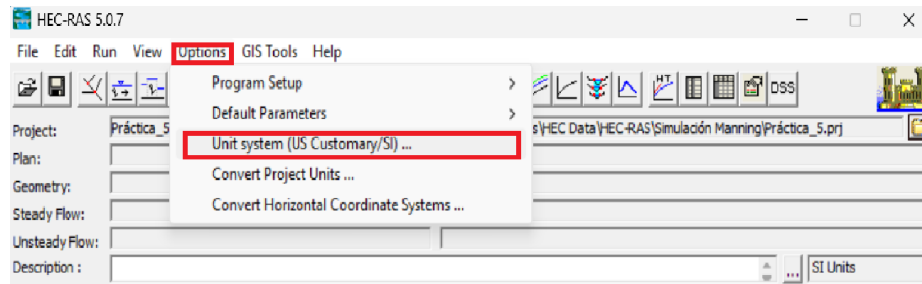 HEC-RAS 5.0.7
File Edit Run View Options GIS Tools Help
Program Setup
HT DSS
Default Parameters
Project: Práctica_5 s\HEC Data\HEC-RAS\Simulación Manning\Práctica_5.prj
Unit system (US Customary/SI) ...
Plan:
Convert Project Units ...
Geometry:
Convert Horizontal Coordinate Systems ...
Steady Flow:
Unsteady Flow:
Description : ... SI Units